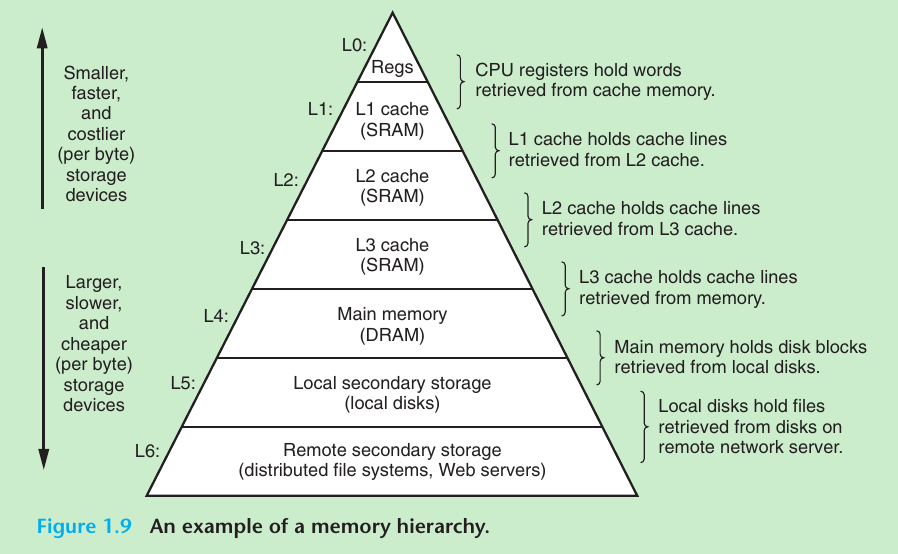 Smaller,
faster,
and
costlier
(per byte)
storage
devices
Larger,
slower,
and
cheaper
(per byte)
storage
devices
L0:
Regs
CPU registers hold words
retrieved from cache memory.
L1:
L1 cache
(SRAM)
L1 cache holds cache lines
retrieved from L2 cache.
L2:
L2 cache
(SRAM)
L2 cache holds cache lines
retrieved from L3 cache.
L3:
L3 cache
(SRAM)
L3 cache holds cache lines
retrieved from memory.
L4:
Main memory
(DRAM)
Main memory holds disk blocks
retrieved from local disks.
L5:
Local secondary storage
(local disks)
Local disks hold files
retrieved from disks on
remote network server.
L6:
Remote secondary storage
(distributed file systems, Web servers)
Figure 1.9 An example of a memory hierarchy.